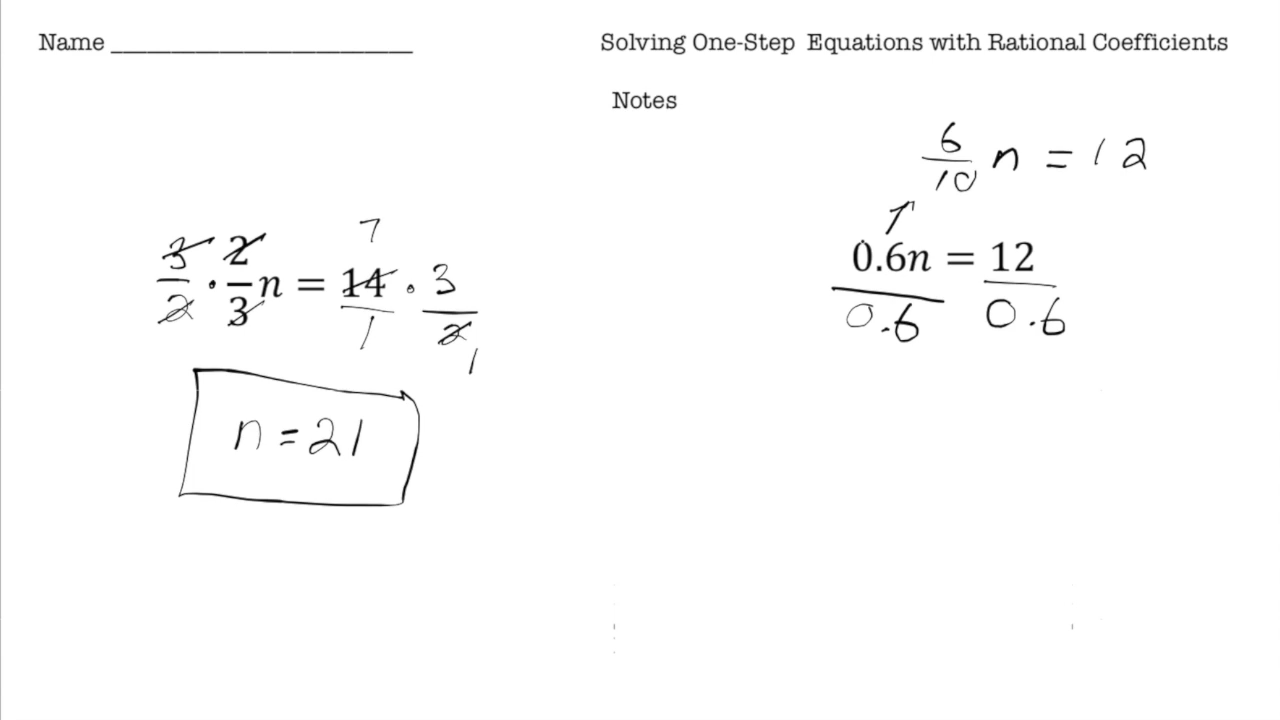 Name ____________________
Solving One-Step Equations with Rational Coefficients
Notes
6/10 n = 12
3/2 · 2/3 n = 14/1 · 3/2
7
1
n = 21
0.6n = 12
0.6 0.6